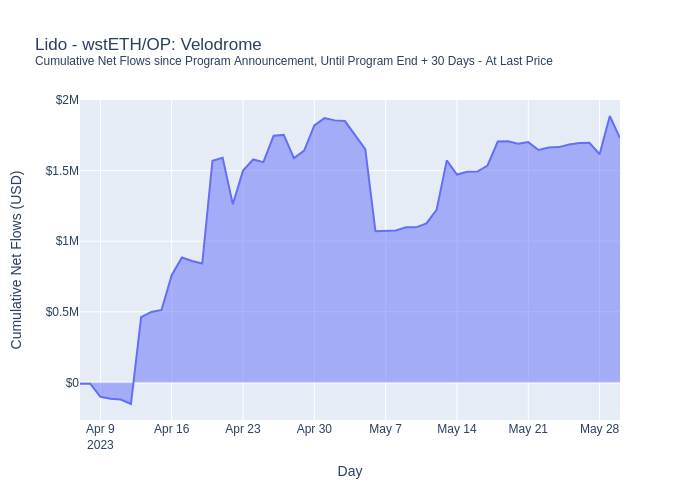 Lido - wstETH/OP: Velodrome
Cumulative Net Flows since Program Announcement, Until Program End + 30 Days - At Last Price
Cumulative Net Flows (USD)
$2M
$1.5M
$1M
$0.5M
$0
Apr 9
2023
Apr 16
Apr 23
Apr 30
May 7
May 14
May 21
May 28
Day